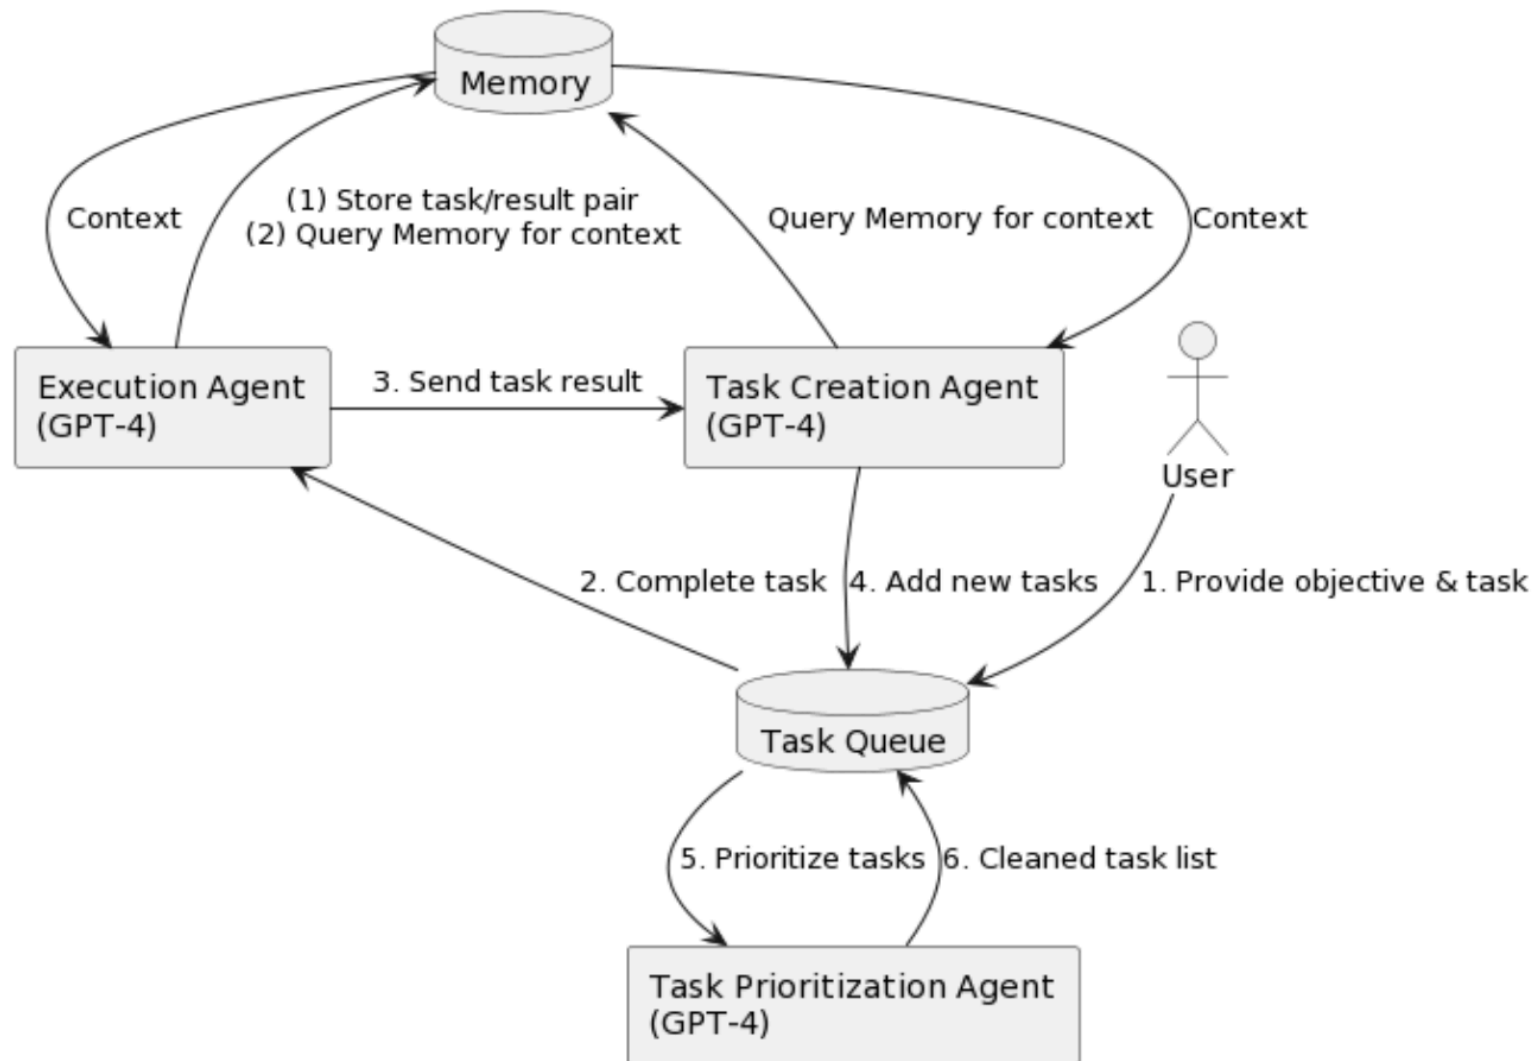 Memory
Context
(1) Store task/result pair
(2) Query Memory for context
Query Memory for context
Context
Execution Agent
(GPT-4)
3. Send task result
Task Creation Agent
(GPT-4)
User
2. Complete task
4. Add new tasks
1. Provide objective & task
Task Queue
5. Prioritize tasks
6. Cleaned task list
Task Prioritization Agent
(GPT-4)